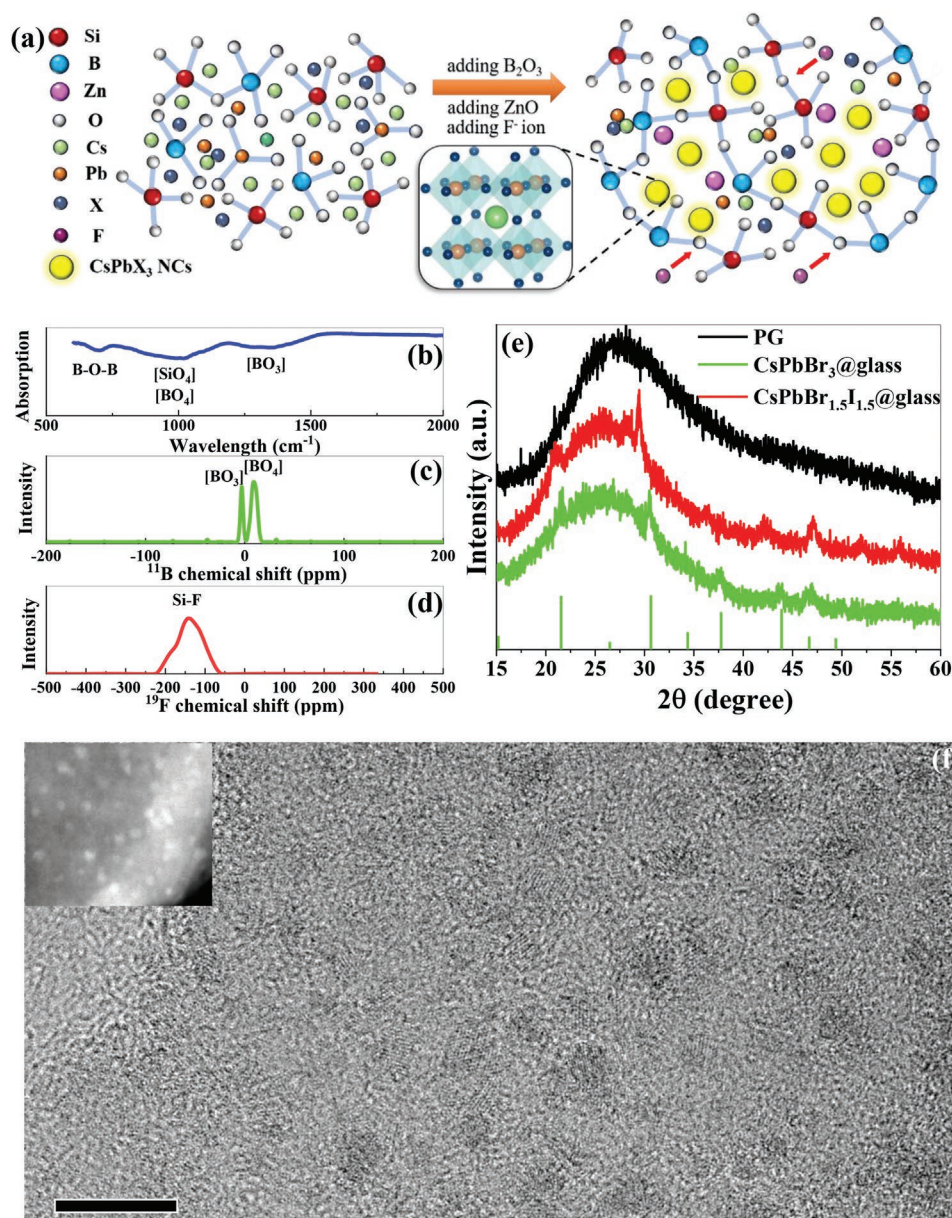 (a)
Si
B
Zn
O
Cs
Pb
X
F
CsPbX₃ NCs
adding B₂O₃
adding ZnO
adding F⁻ ion
(b)
Absorption
B-O-B
[SiO₄]
[BO₄]
[BO₃]
500 1000 1500 2000
Wavelength (cm⁻¹)
(c)
Intensity
[BO₃]
[BO₄]
-200 -100 0 100 200
¹¹B chemical shift (ppm)
(d)
Intensity
Si-F
-500 -400 -300 -200 -100 0 100 200 300 400 500
¹⁹F chemical shift (ppm)
(e)
PG
CsPbBr₃@glass
CsPbBr₁.₅I₁.₅@glass
Intensity (a.u.)
15 20 25 30 35 40 45 50 55 60
2θ (degree)
(f